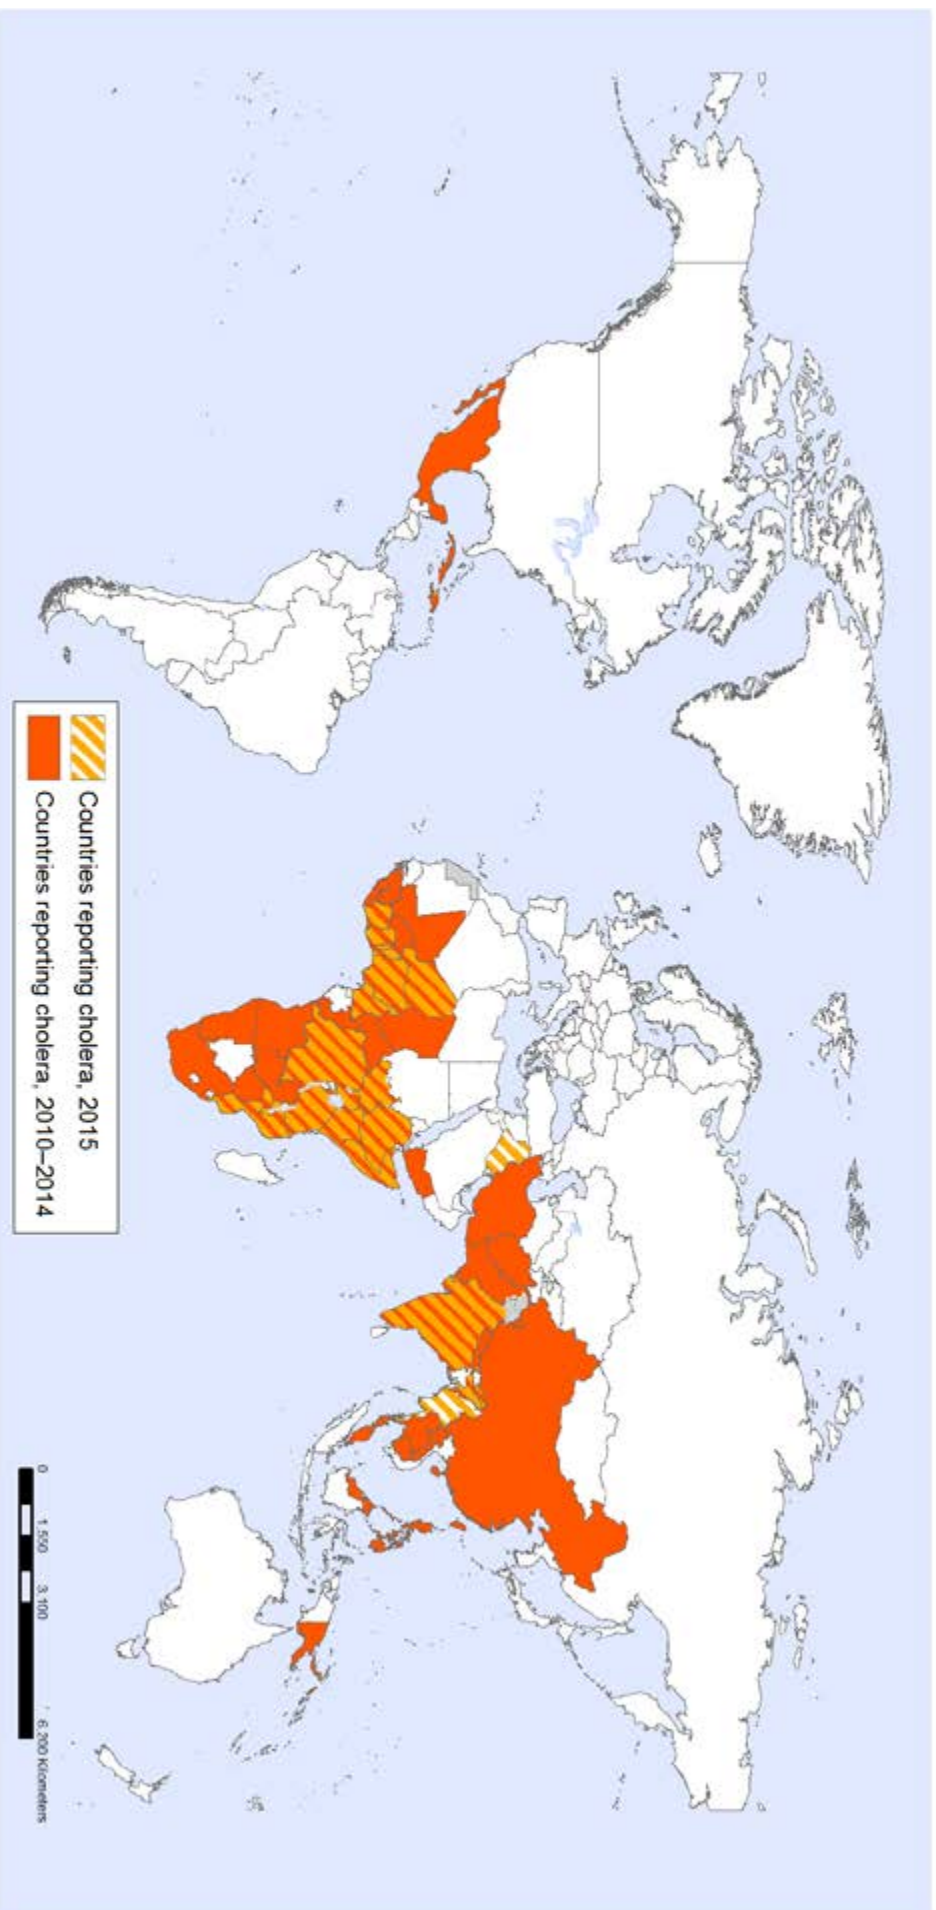 Countries reporting cholera, 2015
Countries reporting cholera, 2010–2014
0 1,550 3,100 6,200 Kilometers